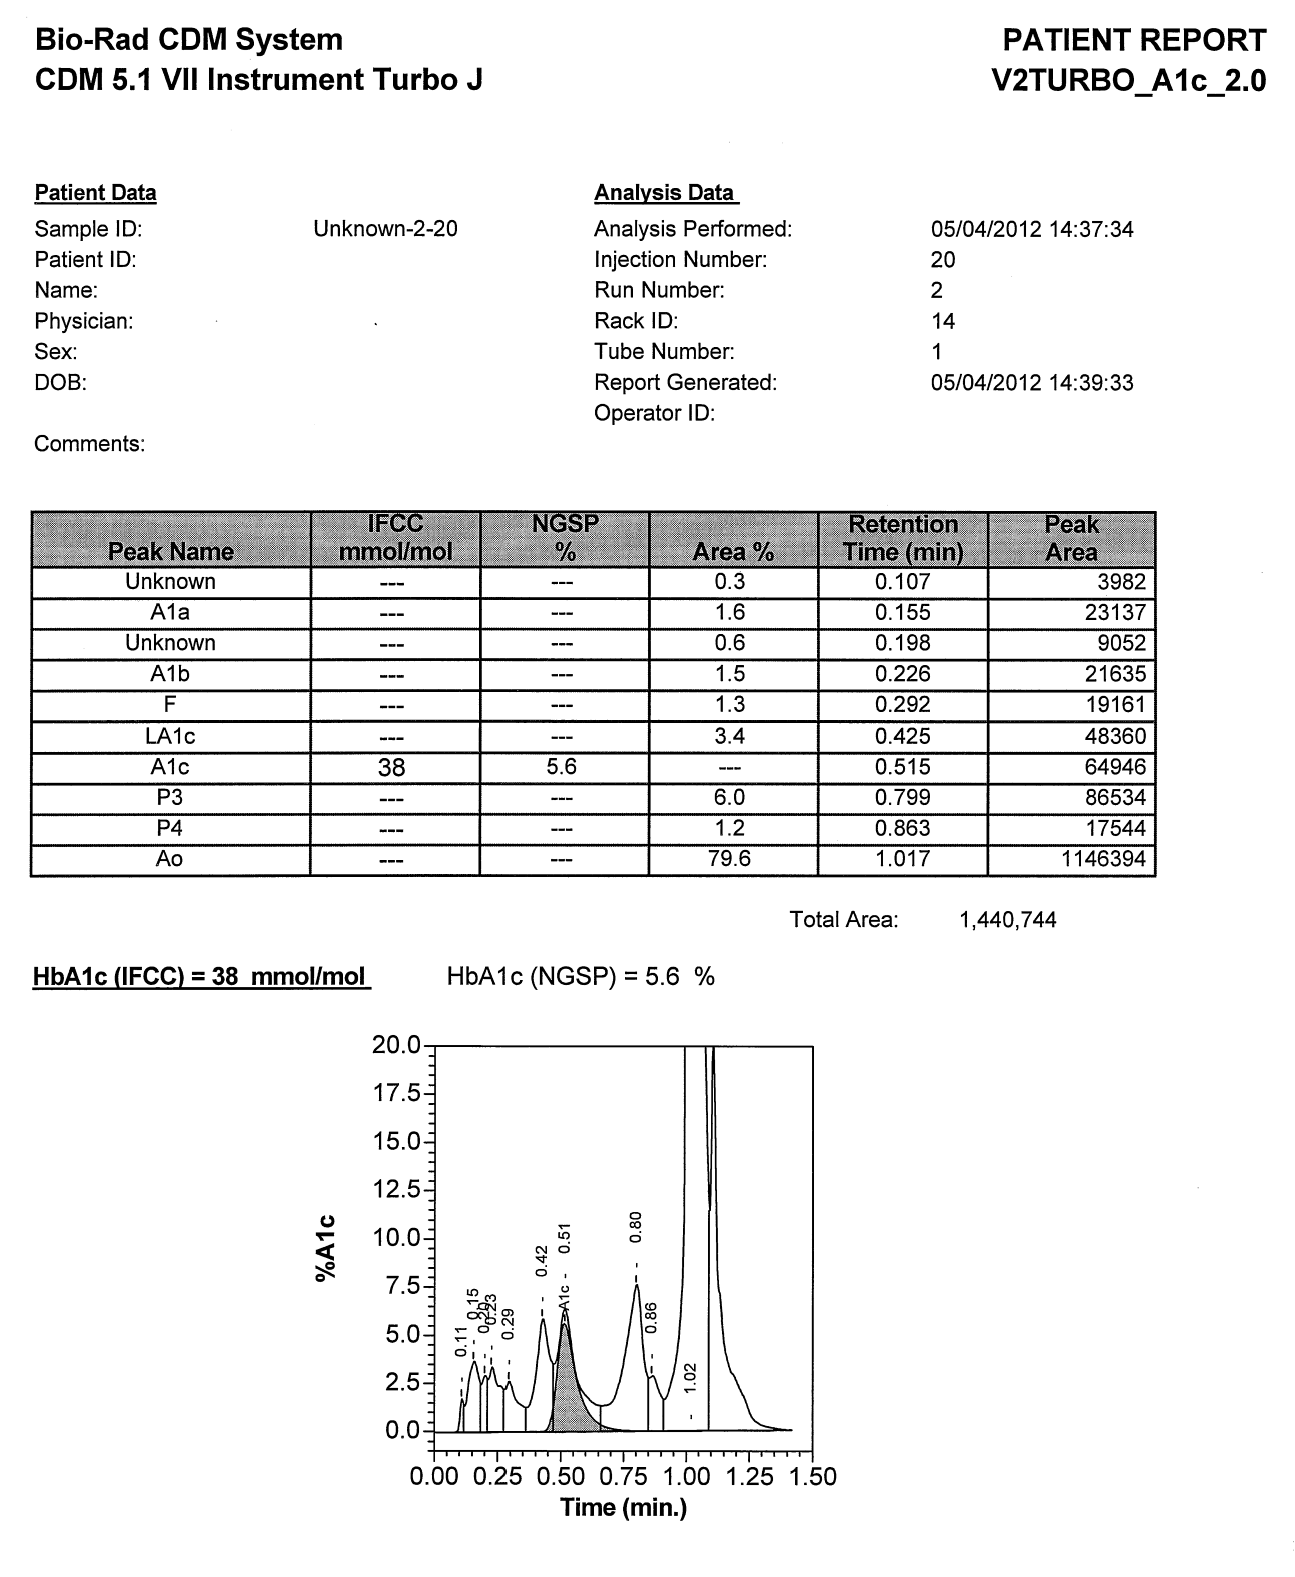 Bio-Rad CDM System
PATIENT REPORT
CDM 5.1 VII Instrument Turbo J
V2TURBO_A1c_2.0
Patient Data
Analysis Data
Sample ID: Unknown-2-20
Analysis Performed: 05/04/2012 14:37:34
Patient ID:
Injection Number: 20
Name:
Run Number: 2
Physician:
Rack ID: 14
Sex:
Tube Number: 1
DOB:
Report Generated: 05/04/2012 14:39:33
Operator ID:
Comments:
Peak Name IFCC mmol/mol NGSP % Area % Retention Time (min) Peak Area
Unknown --- --- 0.3 0.107 3982
A1a --- --- 1.6 0.155 23137
Unknown --- --- 0.6 0.198 9052
A1b --- --- 1.5 0.226 21635
F --- --- 1.3 0.292 19161
LA1c --- --- 3.4 0.425 48360
A1c 38 5.6 --- 0.515 64946
P3 --- --- 6.0 0.799 86534
P4 --- --- 1.2 0.863 17544
Ao --- --- 79.6 1.017 1146394
Total Area: 1,440,744
HbA1c (IFCC) = 38 mmol/mol
HbA1c (NGSP) = 5.6 %
20.0
17.5
15.0
12.5
10.0
7.5
5.0
2.5
0.0
%A1c
0.11
0.15
0.20
0.23
0.29
0.42
A1c - 0.51
0.80
0.86
1.02
0.00 0.25 0.50 0.75 1.00 1.25 1.50
Time (min.)